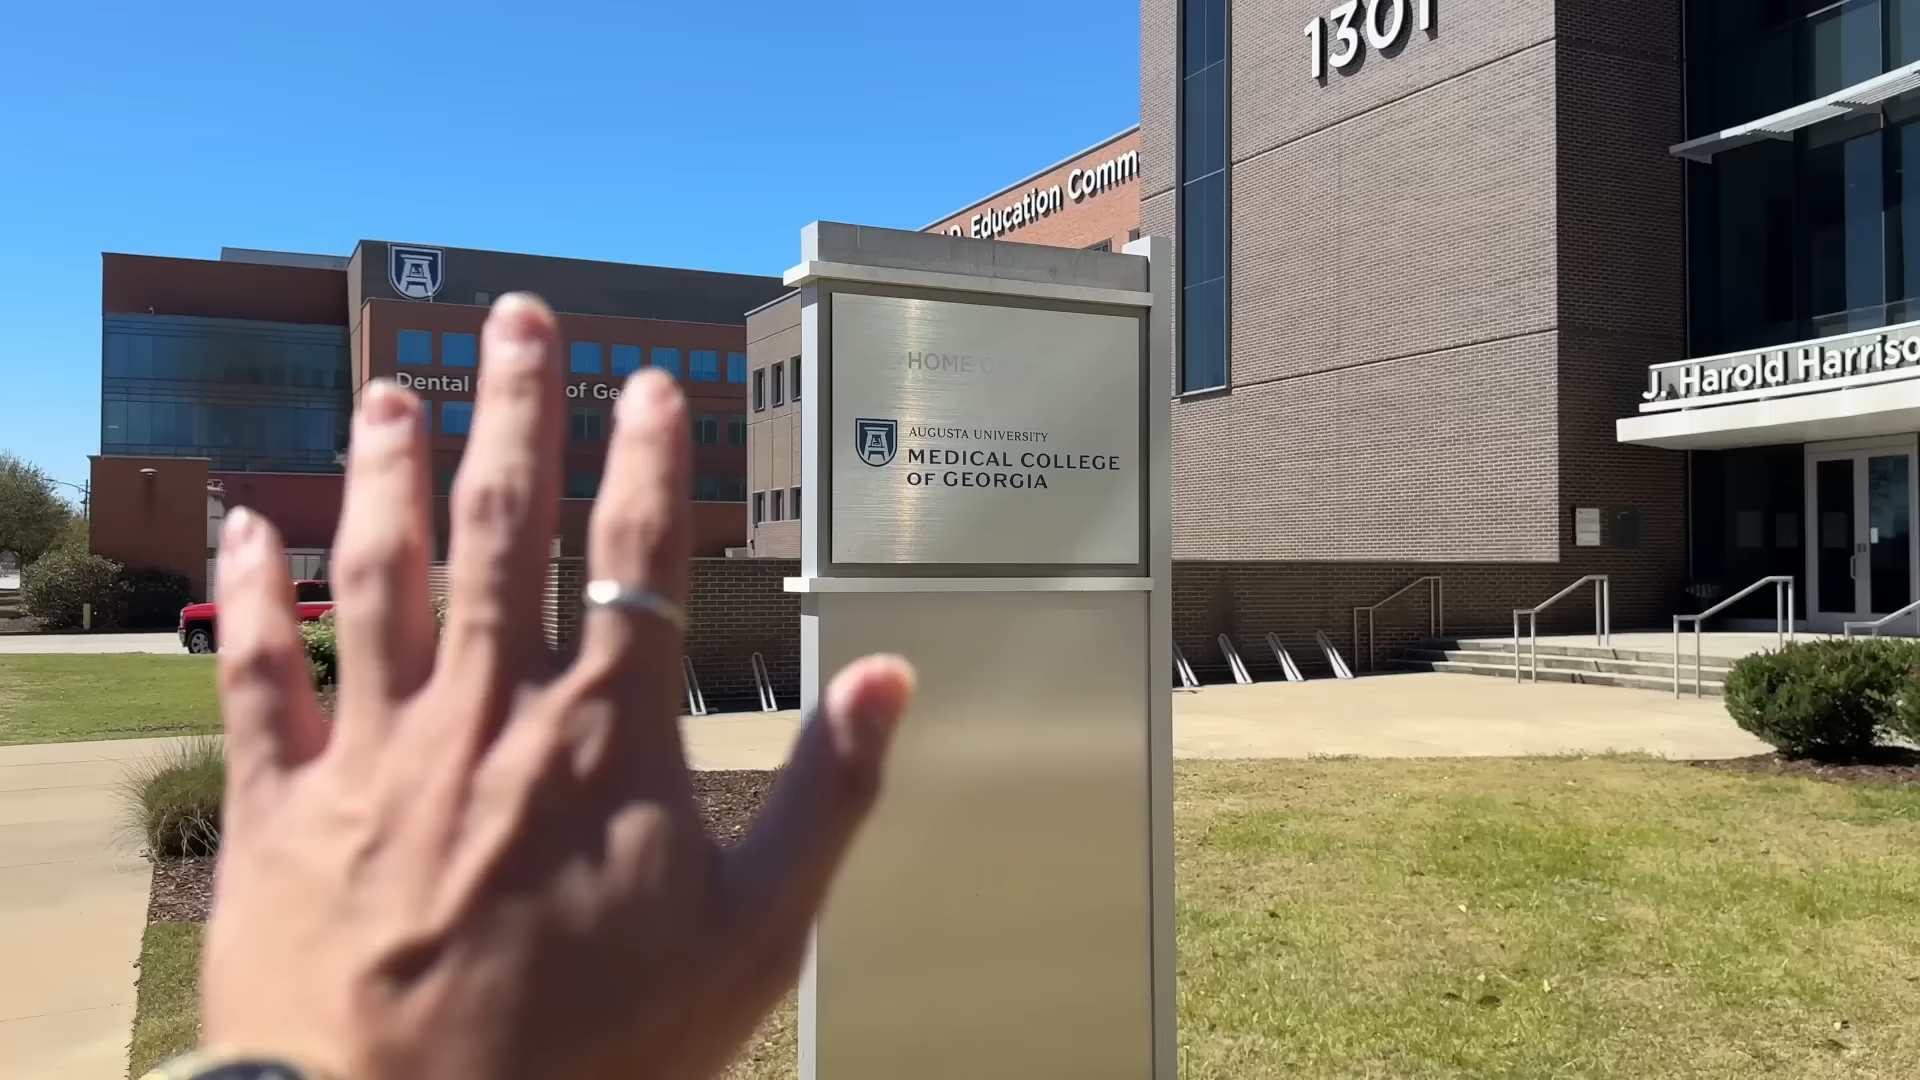 1301
Education Comm
J. Harold Harriso
Dental of Ge
HOME O
AUGUSTA UNIVERSITY
MEDICAL COLLEGE
OF GEORGIA